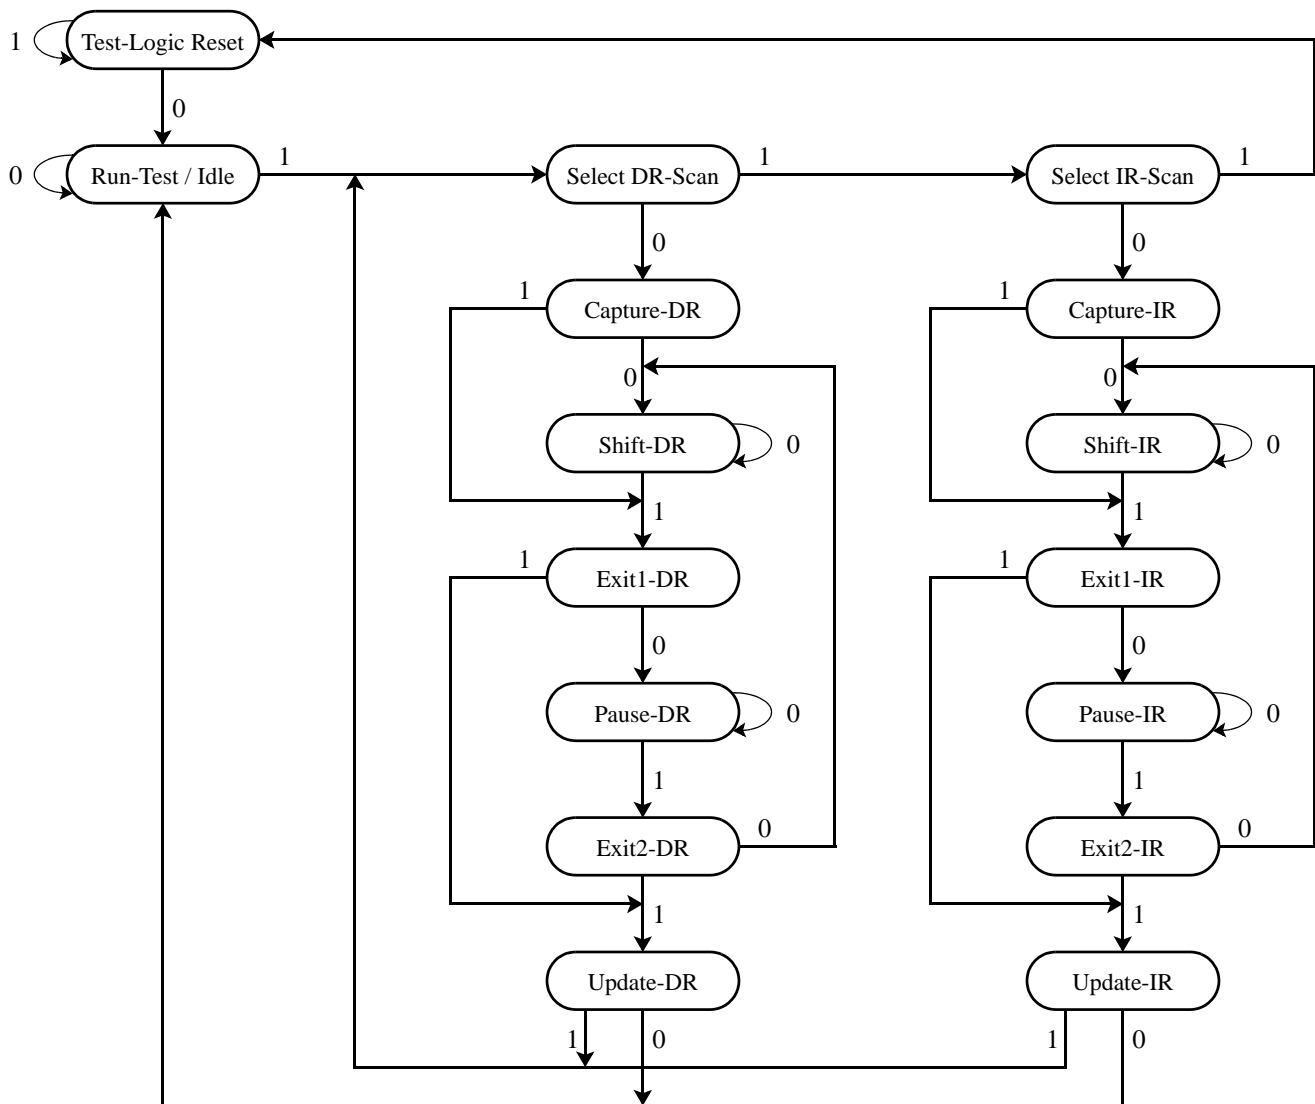 1
Test-Logic Reset
0
0
Run-Test / Idle
1
Select DR-Scan
1
Select IR-Scan
1
0
0
1
Capture-DR
1
Capture-IR
0
0
Shift-DR
0
Shift-IR
0
1
1
1
Exit1-DR
1
Exit1-IR
0
0
Pause-DR
0
Pause-IR
0
1
1
Exit2-DR
0
Exit2-IR
0
1
1
Update-DR
Update-IR
1
0
1
0